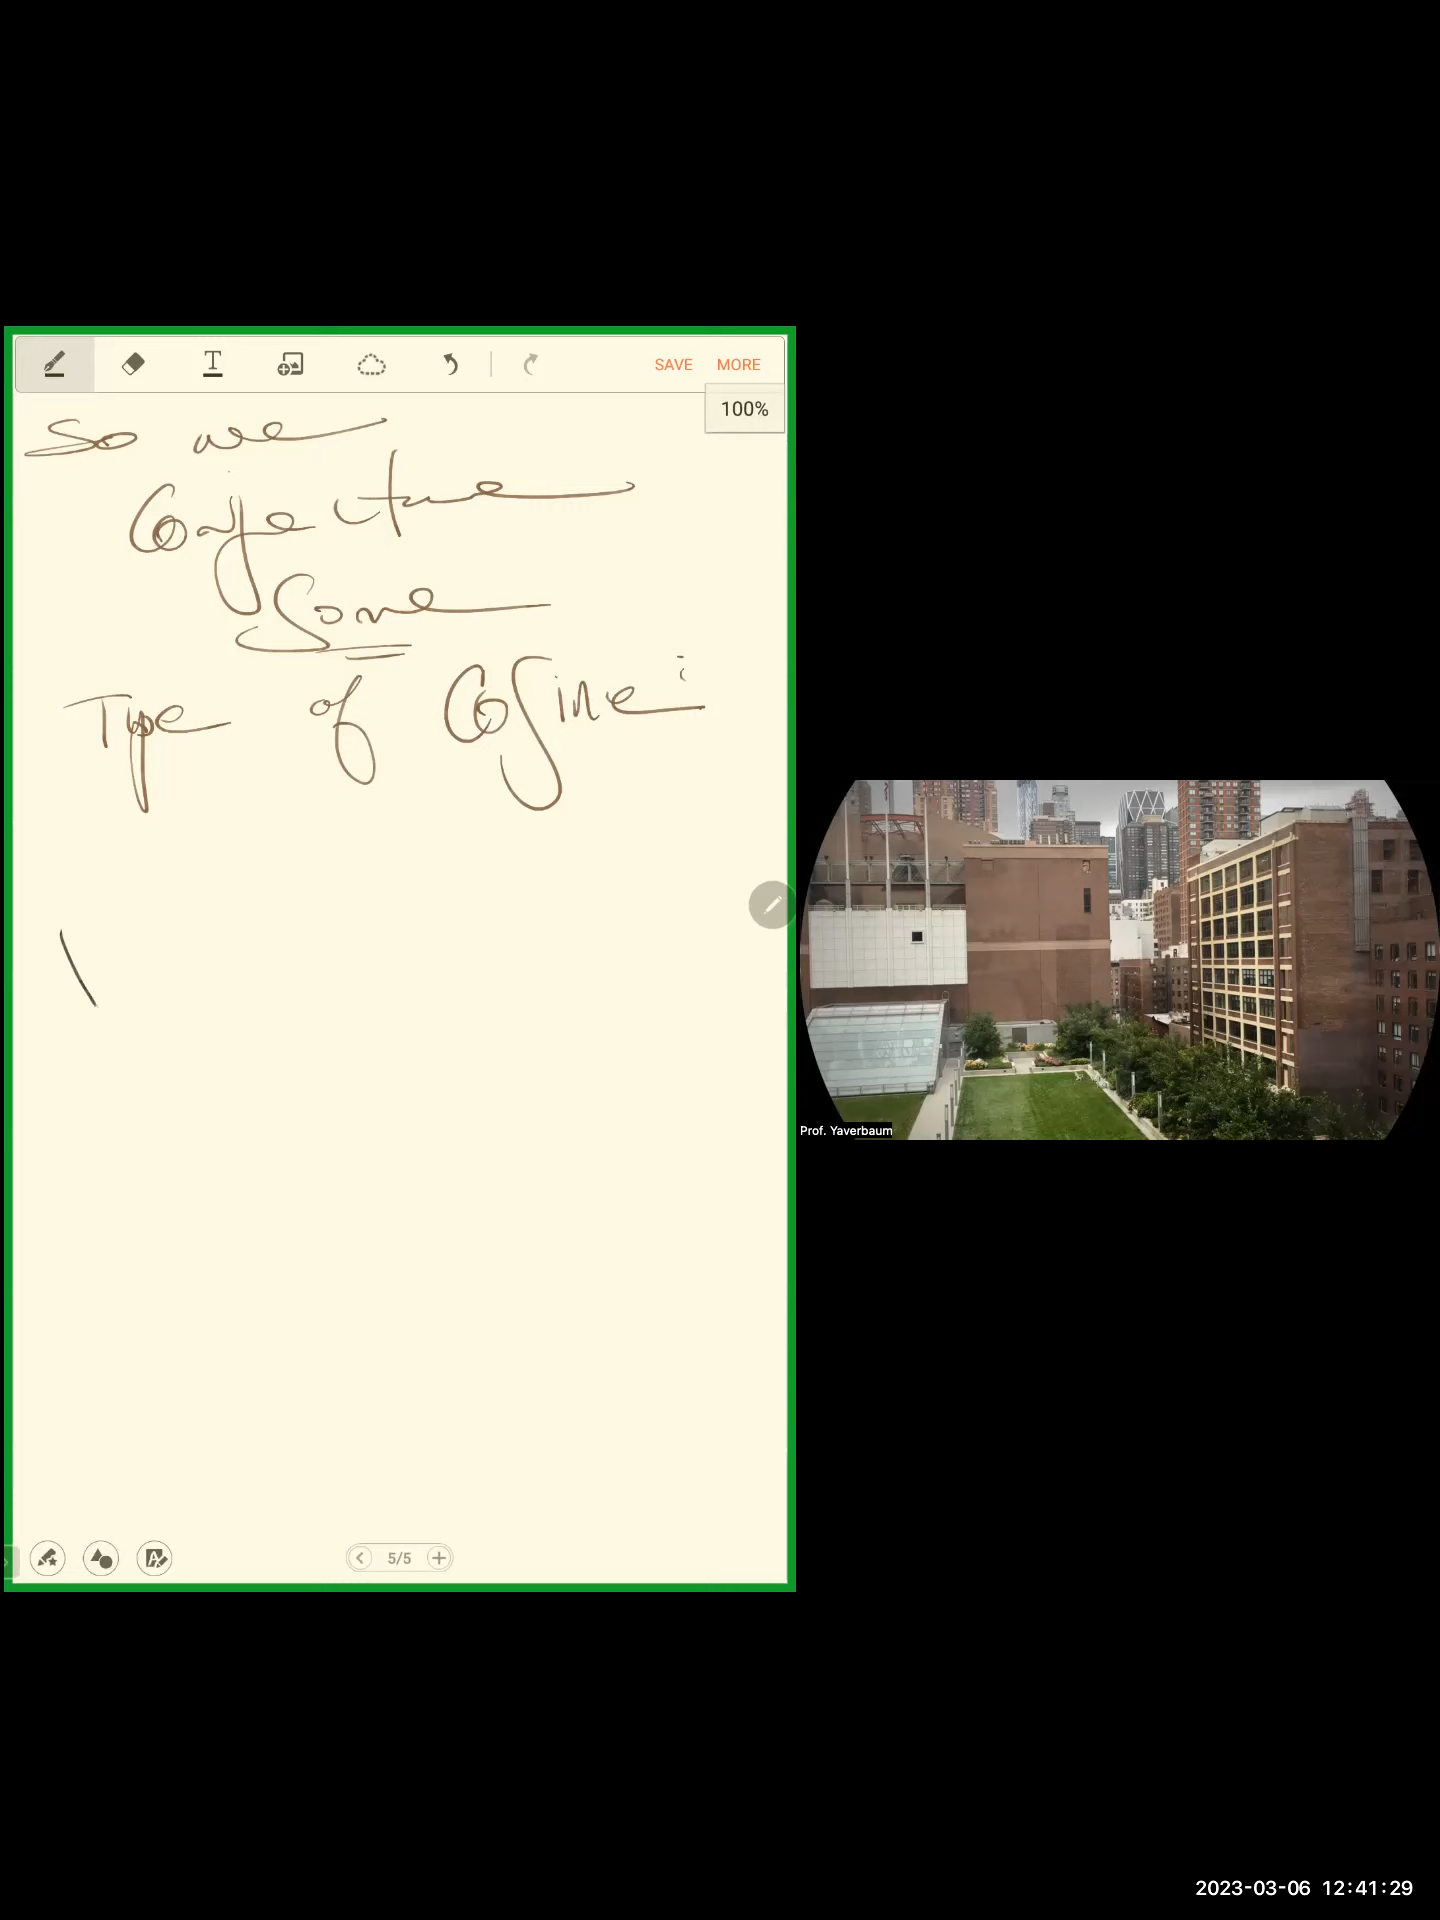 SAVE MORE
100%
So we
Conjecture
Some
Type of Cosine:
Prof. Yaverbaum
5/5
2023-03-06 12:41:29